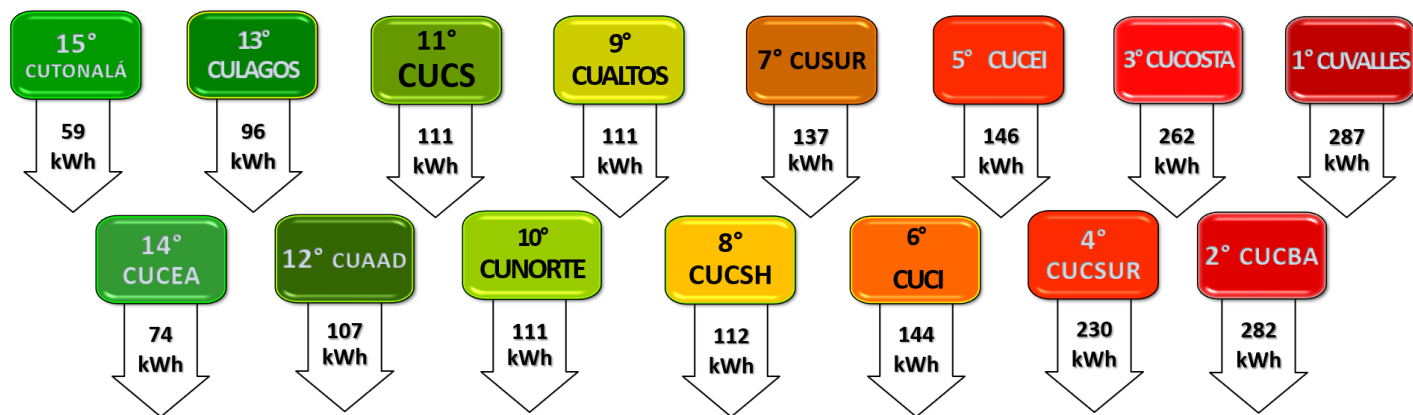 15°
CUTONALÁ
59
kWh
13°
CULAGOS
96
kWh
11°
CUCS
111
kWh
9°
CUALTOS
111
kWh
7° CUSUR
137
kWh
5° CUCEI
146
kWh
3° CUCOSTA
262
kWh
1° CUVALLES
287
kWh
14°
CUCEA
74
kWh
12° CUAAD
107
kWh
10°
CUNORTE
111
kWh
8°
CUCSH
112
kWh
6°
CUCI
144
kWh
4°
CUCSUR
230
kWh
2° CUCBA
282
kWh